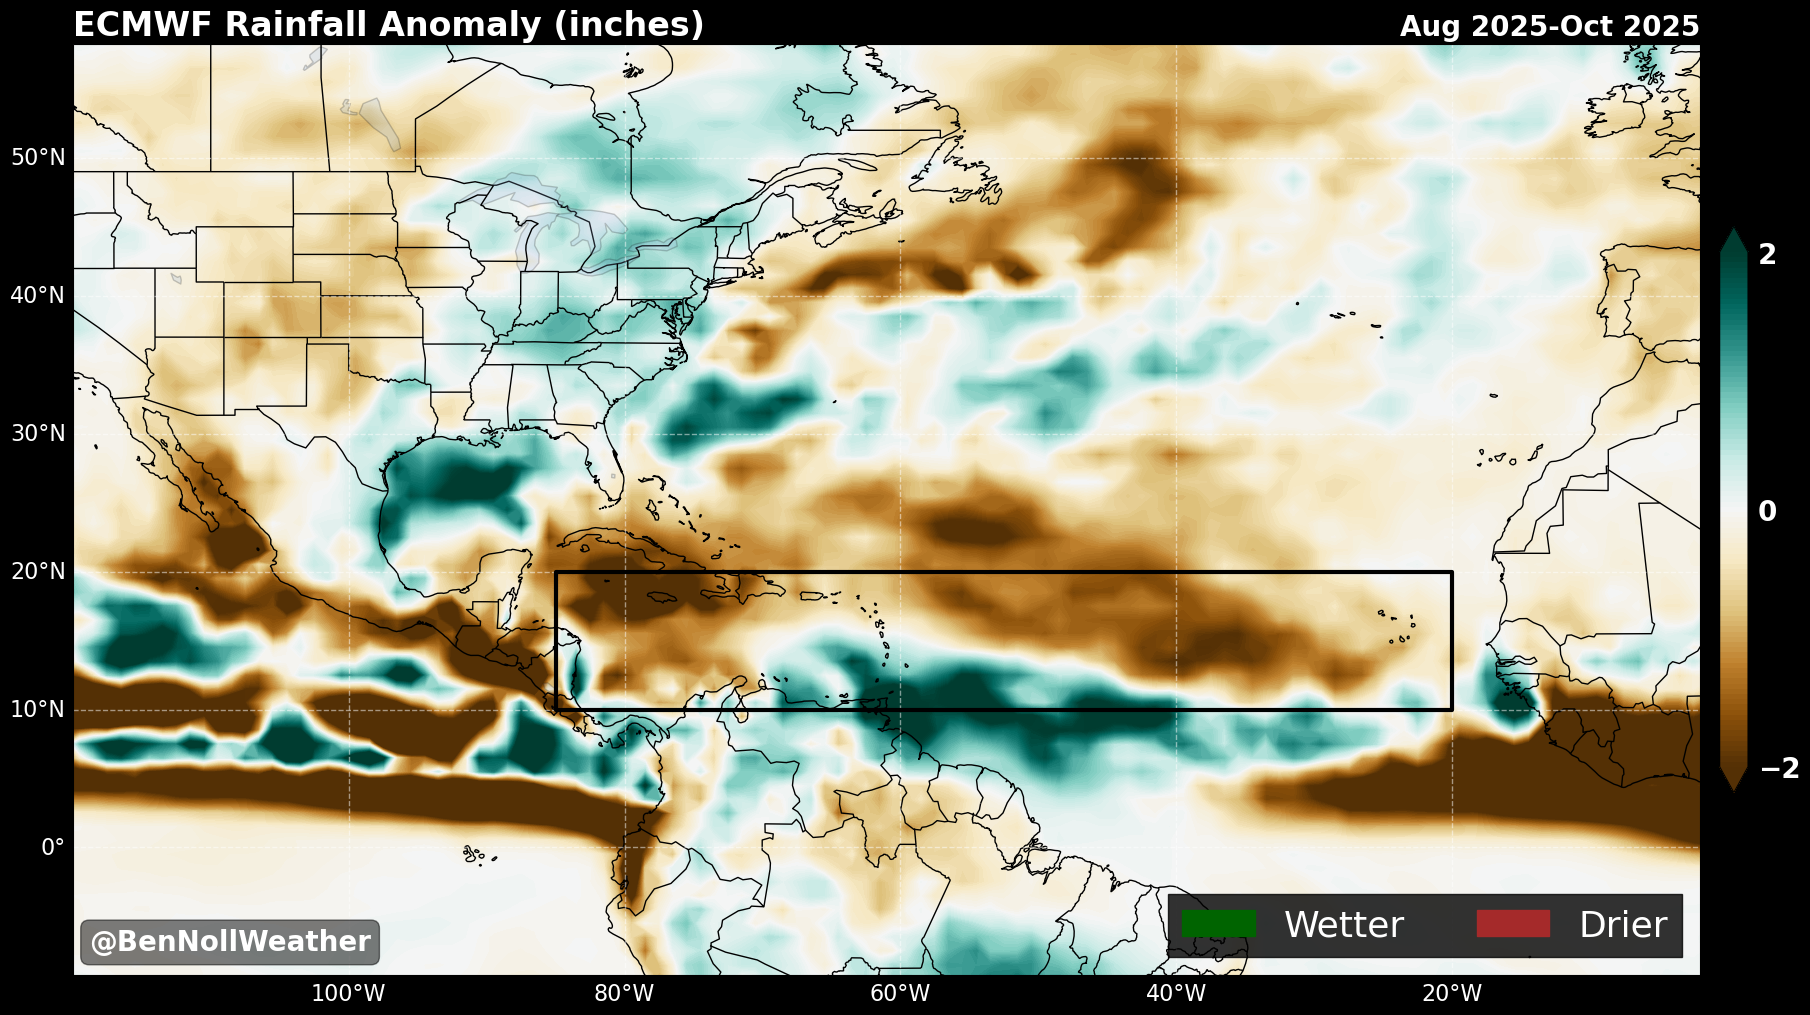 ECMWF Rainfall Anomaly (inches)
Aug 2025-Oct 2025
50°N
40°N
30°N
20°N
10°N
0°
2
0
−2
@BenNollWeather
Wetter
Drier
100°W
80°W
60°W
40°W
20°W